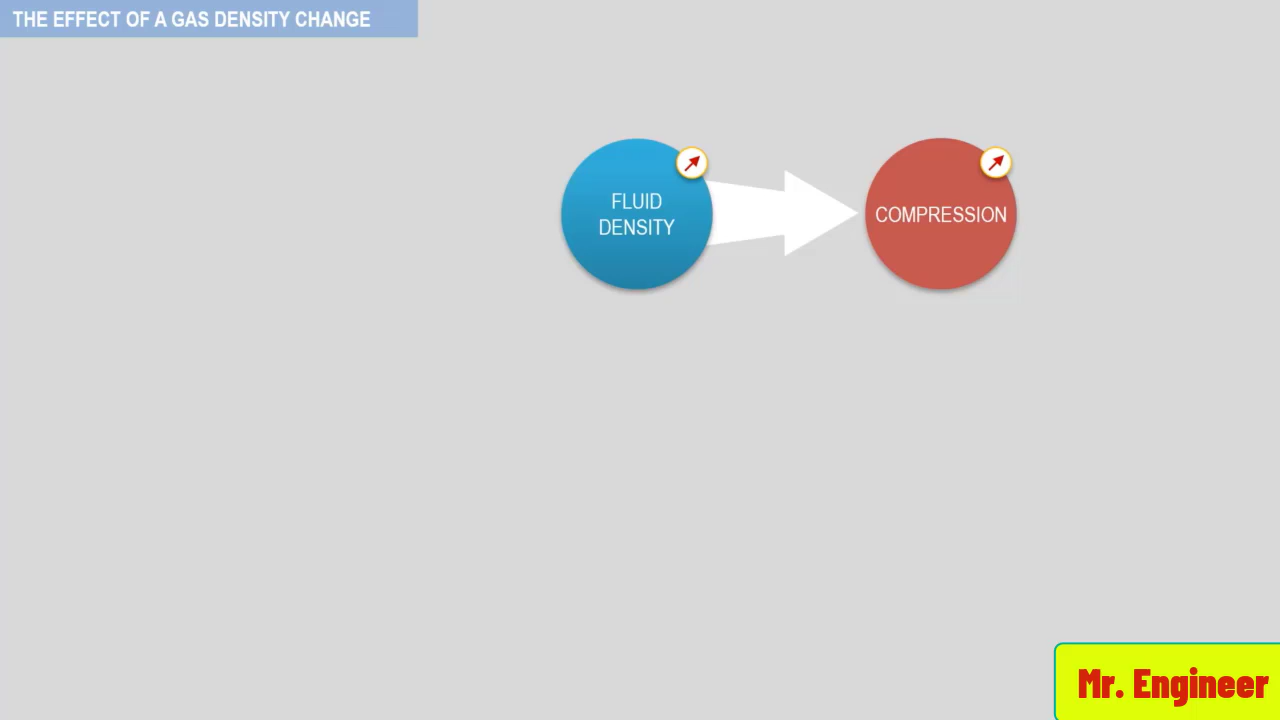 THE EFFECT OF A GAS DENSITY CHANGE
FLUID
DENSITY
COMPRESSION
Mr. Engineer